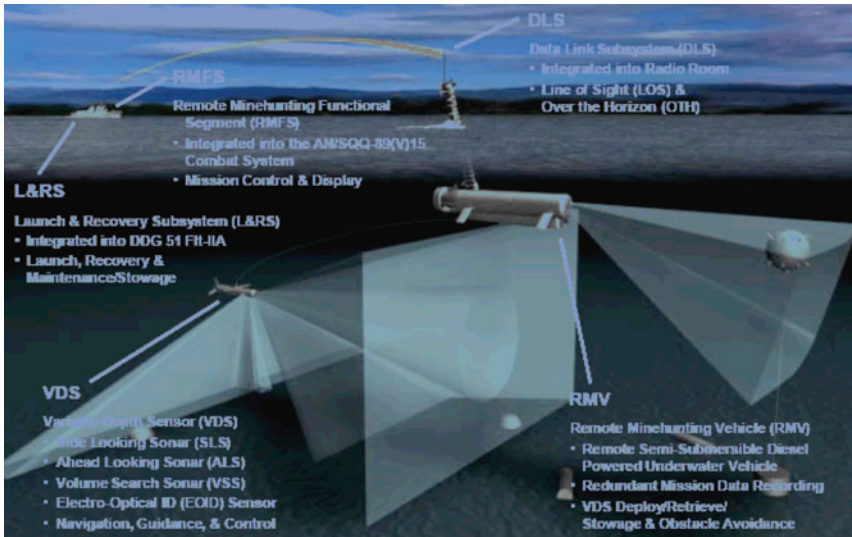 DLS
Data Link Subsystem (DLS)
• Integrated into Radio Room
• Line of Sight (LOS) &
Over the Horizon (OTH)
RMFS
Remote Minehunting Functional
Segment (RMFS)
• Integrated into the AN/SQQ-89(V)15
Combat System
• Mission Control & Display
L&RS
Launch & Recovery Subsystem (L&RS)
• Integrated into DDG 51 Flt-IIA
• Launch, Recovery &
Maintenance/Stowage
VDS
Variable Depth Sensor (VDS)
• Side Looking Sonar (SLS)
• Ahead Looking Sonar (ALS)
• Volume Search Sonar (VSS)
• Electro-Optical ID (EOID) Sensor
• Navigation, Guidance, & Control
RMV
Remote Minehunting Vehicle (RMV)
• Remote Semi-Submersible Diesel
Powered Underwater Vehicle
• Redundant Mission Data Recording
• VDS Deploy/Retrieve/
Stowage & Obstacle Avoidance